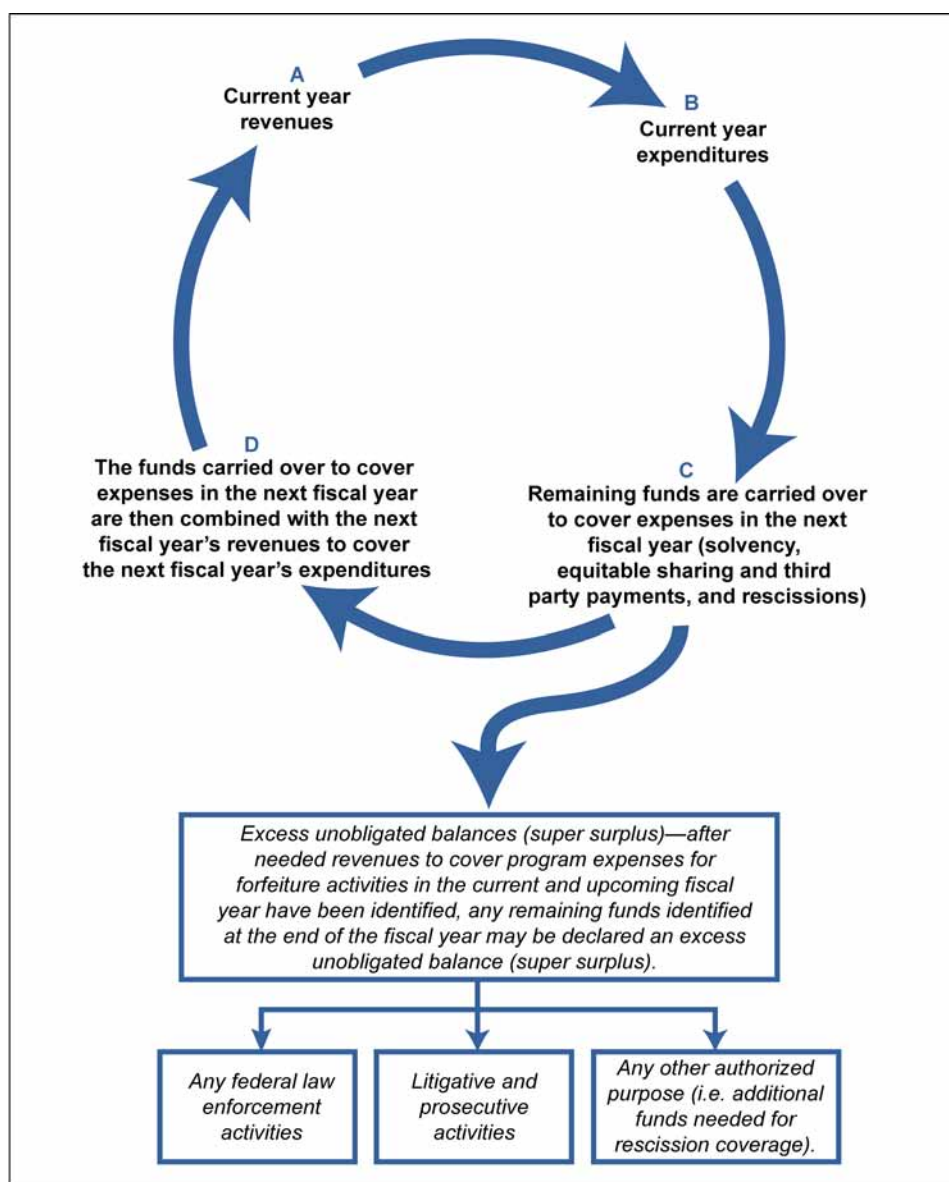 A
Current year
revenues
B
Current year
expenditures
C
Remaining funds are carried over
to cover expenses in the next
fiscal year (solvency,
equitable sharing and third
party payments, and rescissions)
D
The funds carried over to cover
expenses in the next fiscal year
are then combined with the next
fiscal year's revenues to cover
the next fiscal year's expenditures
Excess unobligated balances (super surplus)—after
needed revenues to cover program expenses for
forfeiture activities in the current and upcoming fiscal
year have been identified, any remaining funds identified
at the end of the fiscal year may be declared an excess
unobligated balance (super surplus).
Any federal law
enforcement
activities
Litigative and
prosecutive
activities
Any other authorized
purpose (i.e. additional
funds needed for
rescission coverage).